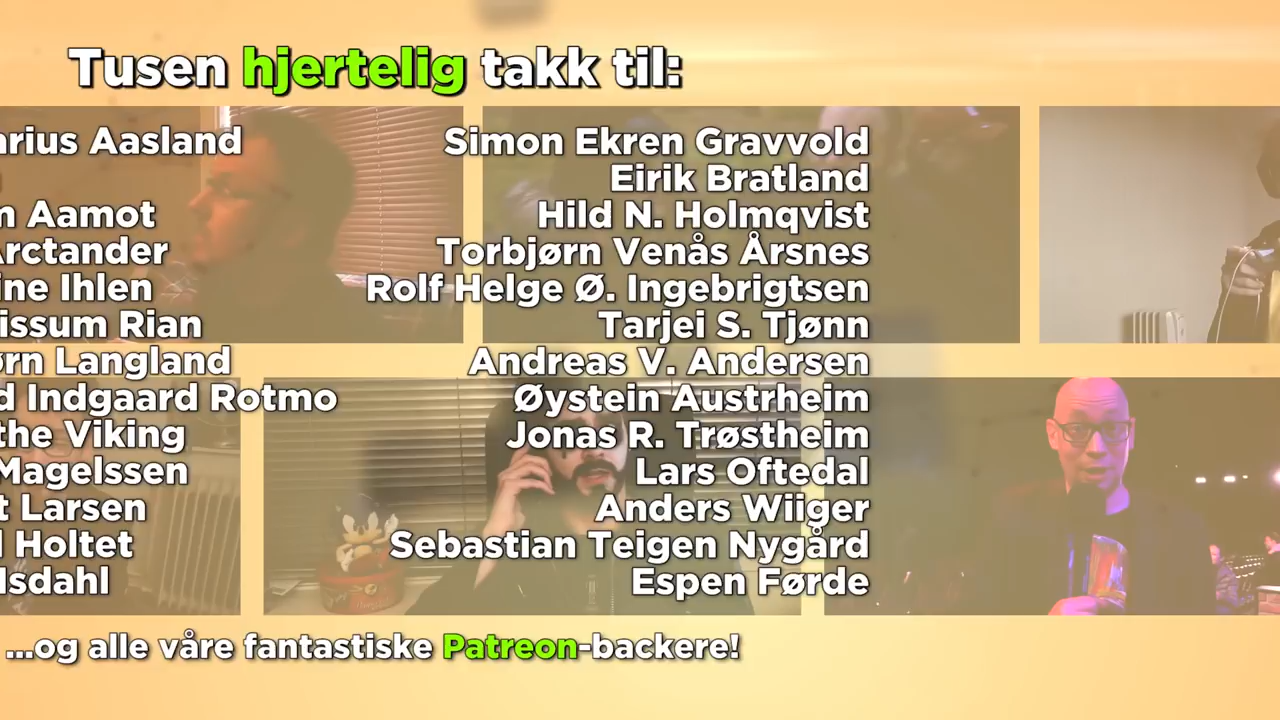 Tusen hjertelig takk til:
arius Aasland
Aamot
Arctander
ine Ihlen
issum Rian
ørn Langland
d Indgaard Rotmo
the Viking
Magelssen
t Larsen
Holtet
lsdahl
Simon Ekren Gravvold
Eirik Bratland
Hild N. Holmqvist
Torbjørn Venås Årsnes
Rolf Helge Ø. Ingebrigtsen
Tarjei S. Tjønn
Andreas V. Andersen
Øystein Austrheim
Jonas R. Trøstheim
Lars Oftedal
Anders Wiiger
Sebastian Teigen Nygård
Espen Førde
...og alle våre fantastiske Patreon-backere!